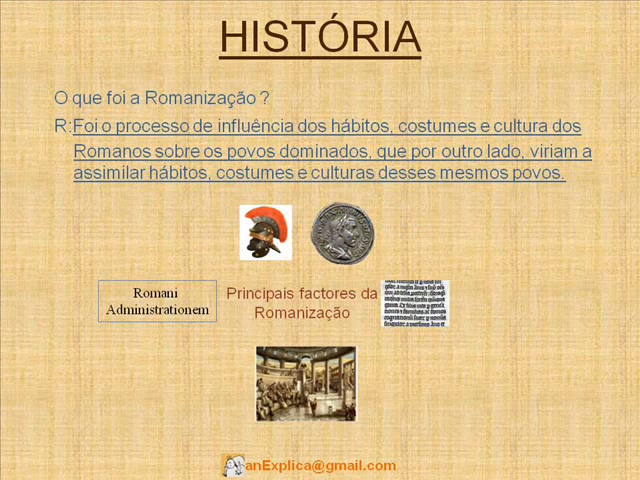 HISTÓRIA
O que foi a Romanização ?
R:Foi o processo de influência dos hábitos, costumes e cultura dos
Romanos sobre os povos dominados, que por outro lado, viriam a
assimilar hábitos, costumes e culturas desses mesmos povos.
Romani
Administrationem
Principais factores da
Romanização
anExplica@gmail.com